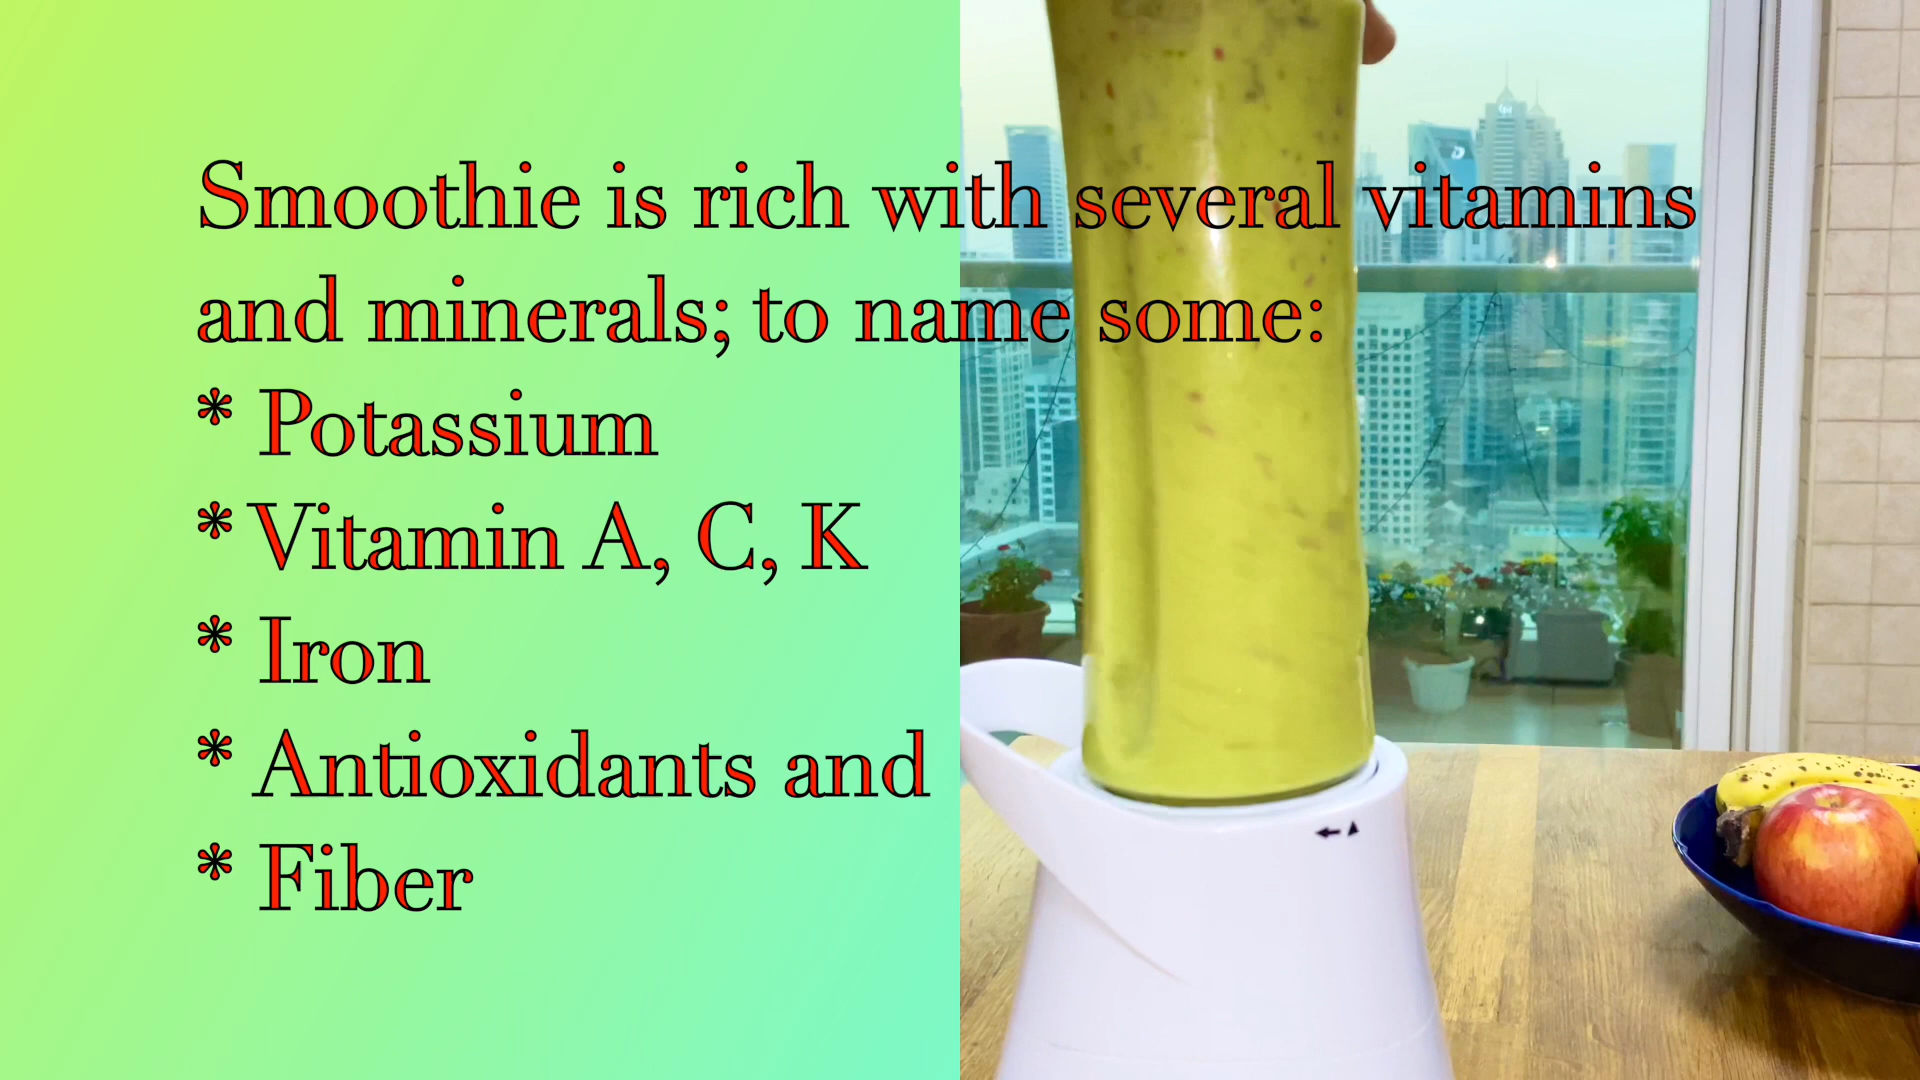 Smoothie is rich with several vitamins
and minerals; to name some:
* Potassium
* Vitamin A, C, K
* Iron
* Antioxidants and
* Fiber